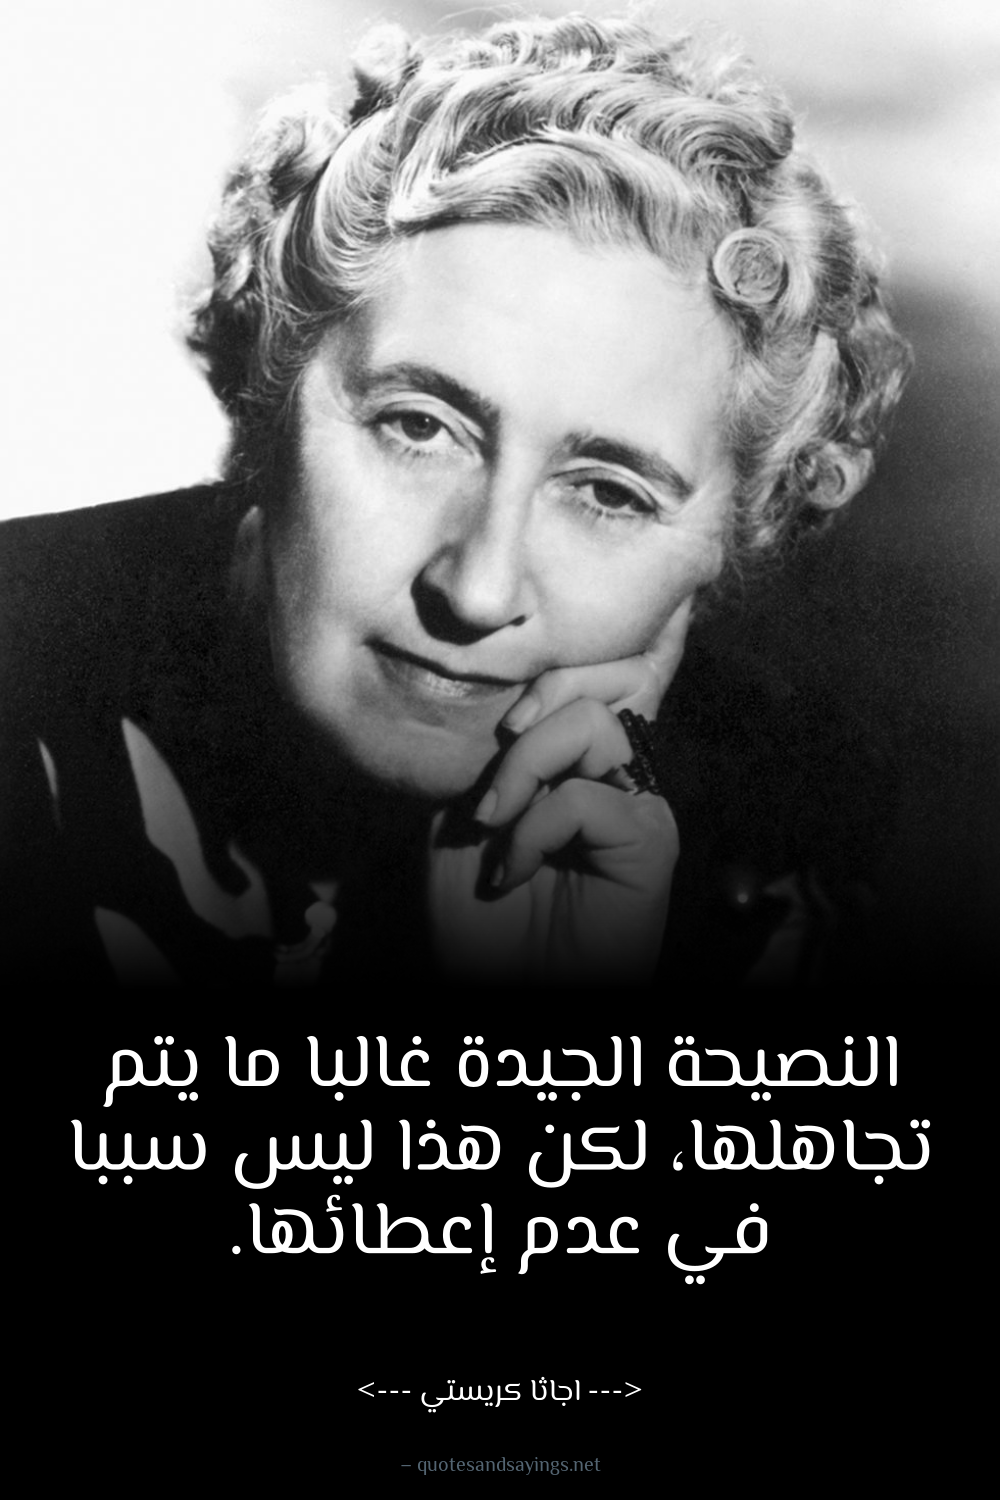 النصيحة الجيدة غالبا ما يتم
تجاهلها، لكن هذا ليس سببا
في عدم إعطائها.
<--- اجاثا كريستي --->
– quotesandsayings.net